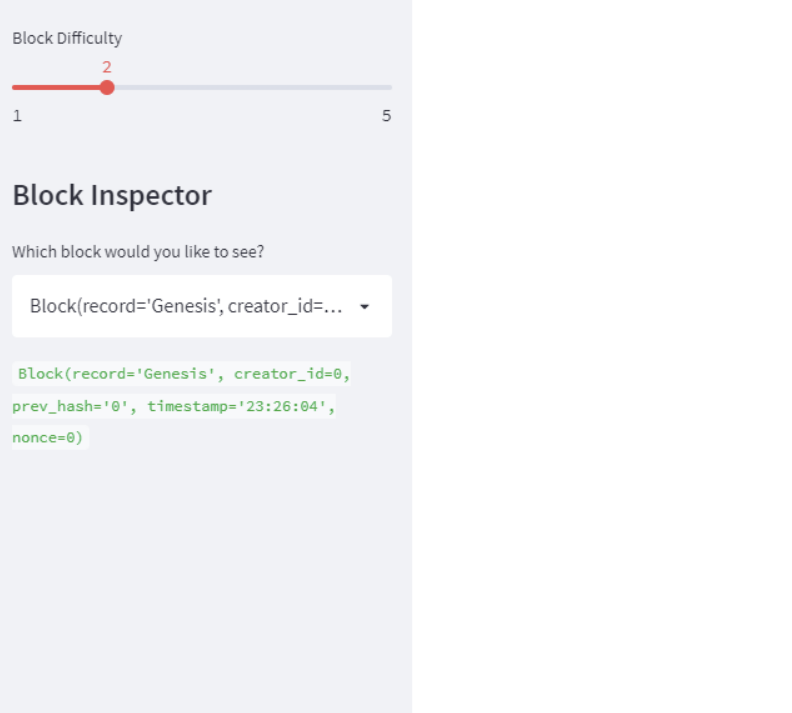 Block Difficulty
2
1 5
Block Inspector
Which block would you like to see?
Block(record='Genesis', creator_id=...
Block(record='Genesis', creator_id=0,
prev_hash='0', timestamp='23:26:04',
nonce=0)